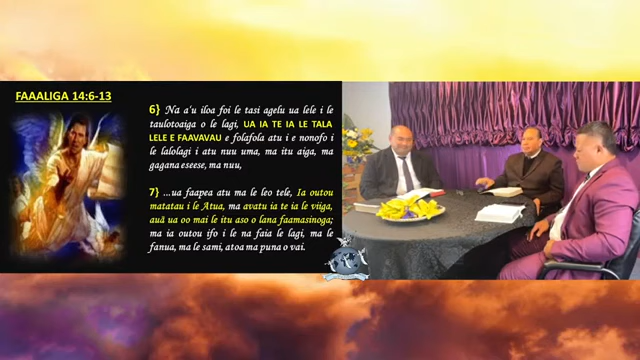 FAAALIGA 14:6-13
6} Na a'u iloa foi le tasi agelu ua lele i le
taulotoaiga o le lagi, UA IA TE IA LE TALA
LELE E FAAVAVAU e folafola atu i e nonofo i
le lalolagi i atu nuu uma, ma itu aiga, ma
gagana eseese, ma nuu,
7} ...ua faapea atu ma le leo tele, Ia outou
matatau i le Atua, ma avatu ia te ia le viiga,
auā ua oo mai le itu aso o lana faamasinoga;
ma ia outou ifo i le na faia le lagi, ma le
fanua, ma le sami, atoa ma puna o vai.